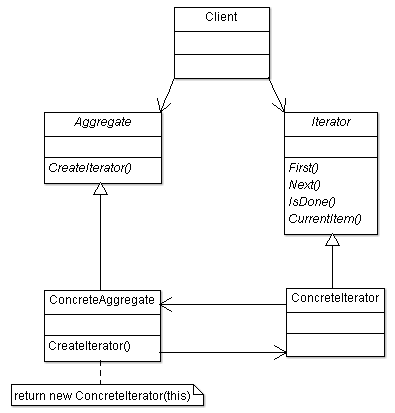 Client
Aggregate
CreateIterator()
Iterator
First()
Next()
IsDone()
CurrentItem()
ConcreteAggregate
CreateIterator()
ConcreteIterator
return new ConcreteIterator(this)